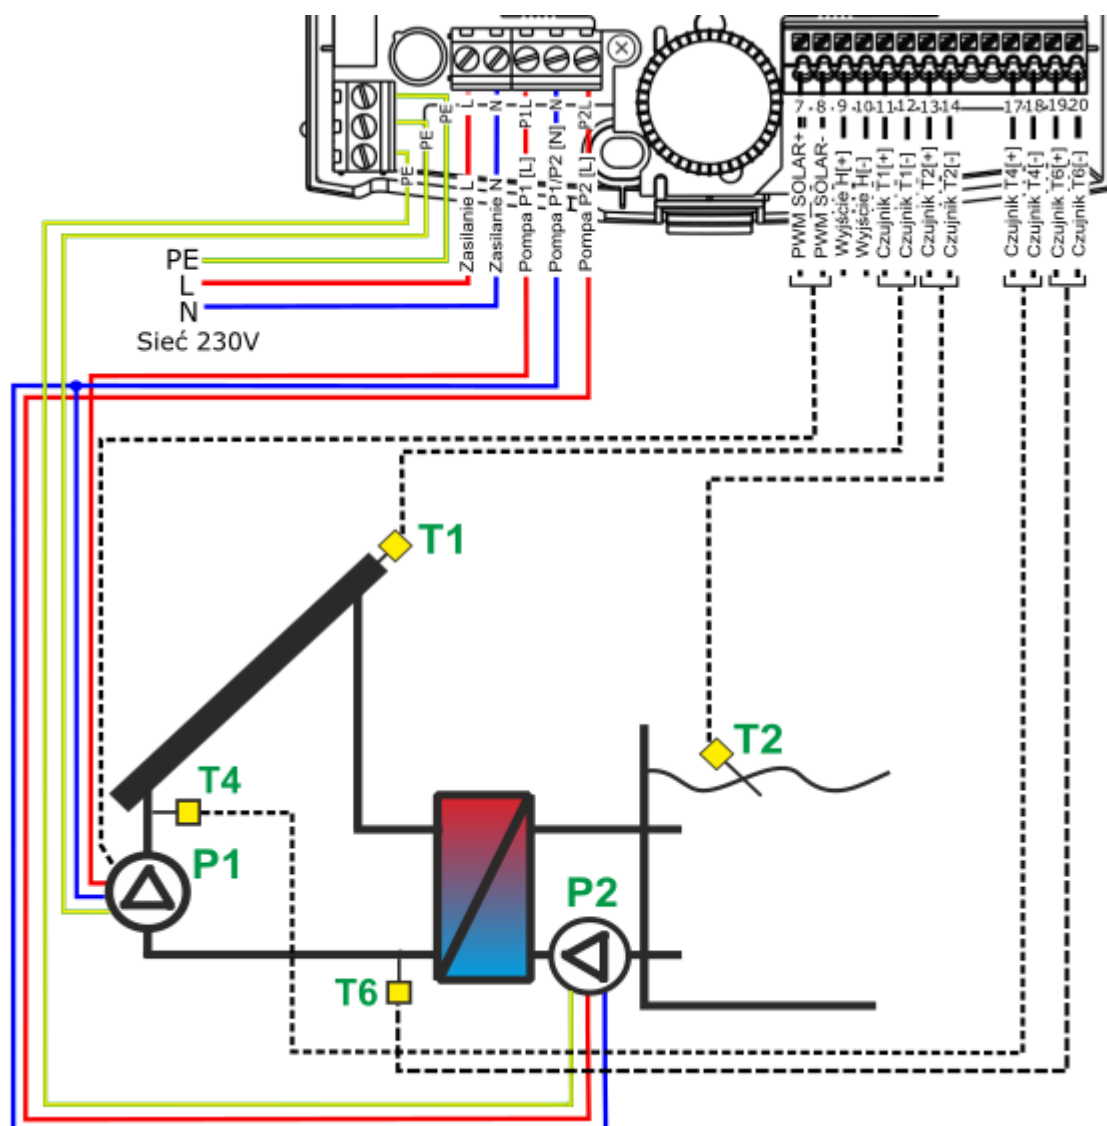 7 8 9 10 11 12 13 14 17 18 19 20
PE
PE
PE
L
N
P1L
N
P2L
Zasilanie L
Zasilanie N
Pompa P1 [L]
Pompa P1/P2 [N]
Pompa P2 [L]
PWM SOLAR+
PWM SOLAR-
Wyjście H[+]
Wyjście H[-]
Czujnik T1[+]
Czujnik T1[-]
Czujnik T2[+]
Czujnik T2[-]
Czujnik T4[+]
Czujnik T4[-]
Czujnik T6[+]
Czujnik T6[-]
PE
L
N
Sieć 230V
T1
T2
T4
P1
P2
T6